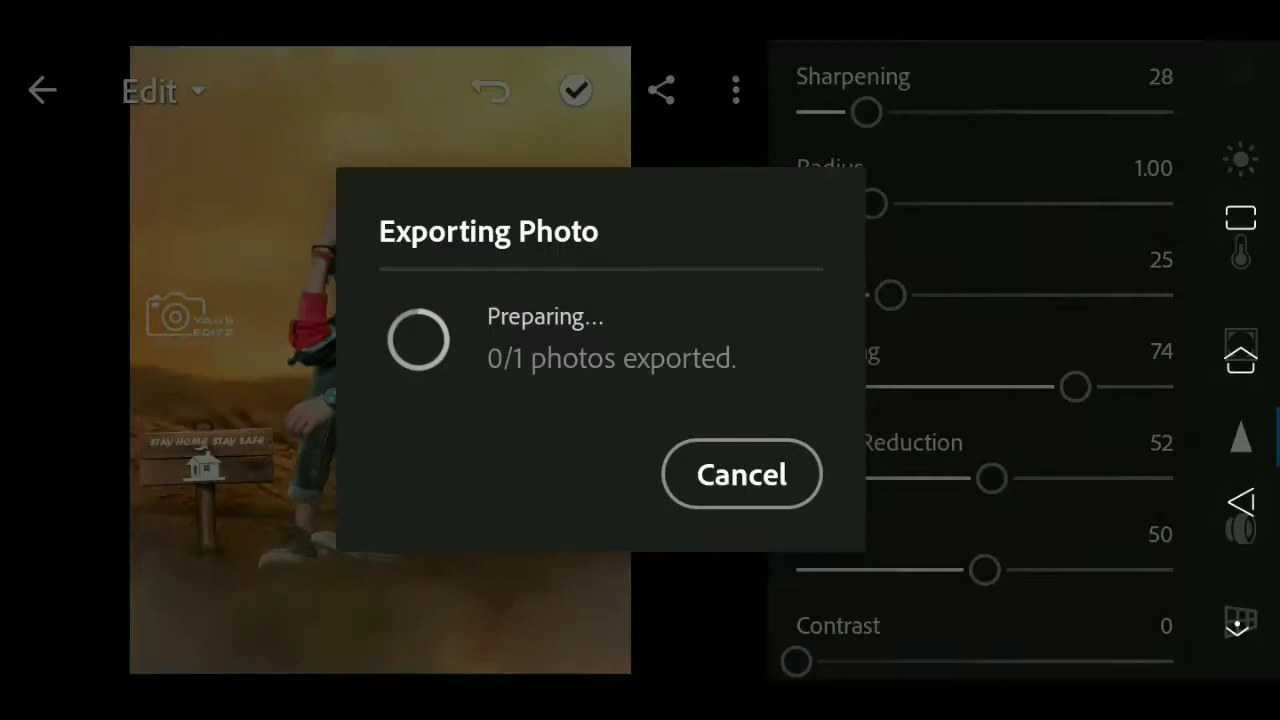 Edit
Sharpening 28
Radius 1.00
25
74
Reduction 52
50
Contrast 0
Exporting Photo
Preparing...
0/1 photos exported.
Cancel
EDITZ
STAY HOME STAY SAFE